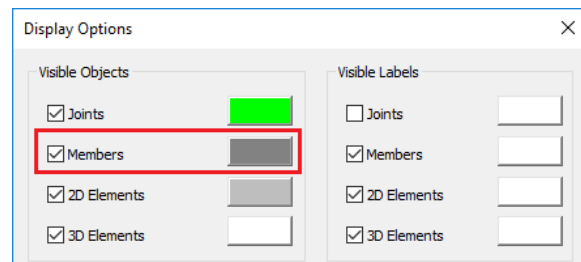 Display Options
Visible Objects
Joints
Members
2D Elements
3D Elements
Visible Labels
Joints
Members
2D Elements
3D Elements